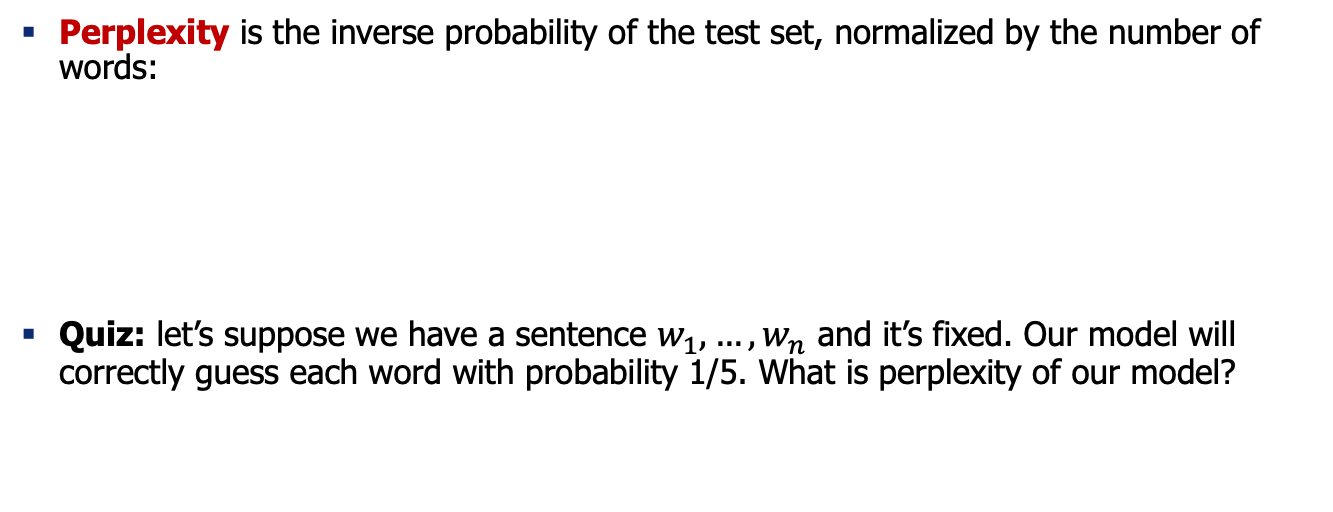 ▪ Perplexity is the inverse probability of the test set, normalized by the number of
words:
▪ Quiz: let’s suppose we have a sentence w₁, … , wₙ and it’s fixed. Our model will
correctly guess each word with probability 1/5. What is perplexity of our model?